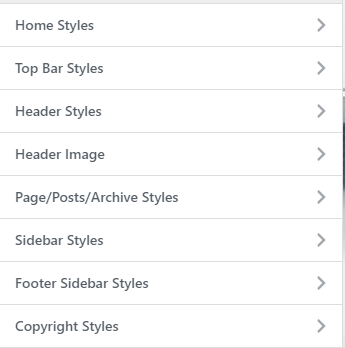 Home Styles
Top Bar Styles
Header Styles
Header Image
Page/Posts/Archive Styles
Sidebar Styles
Footer Sidebar Styles
Copyright Styles